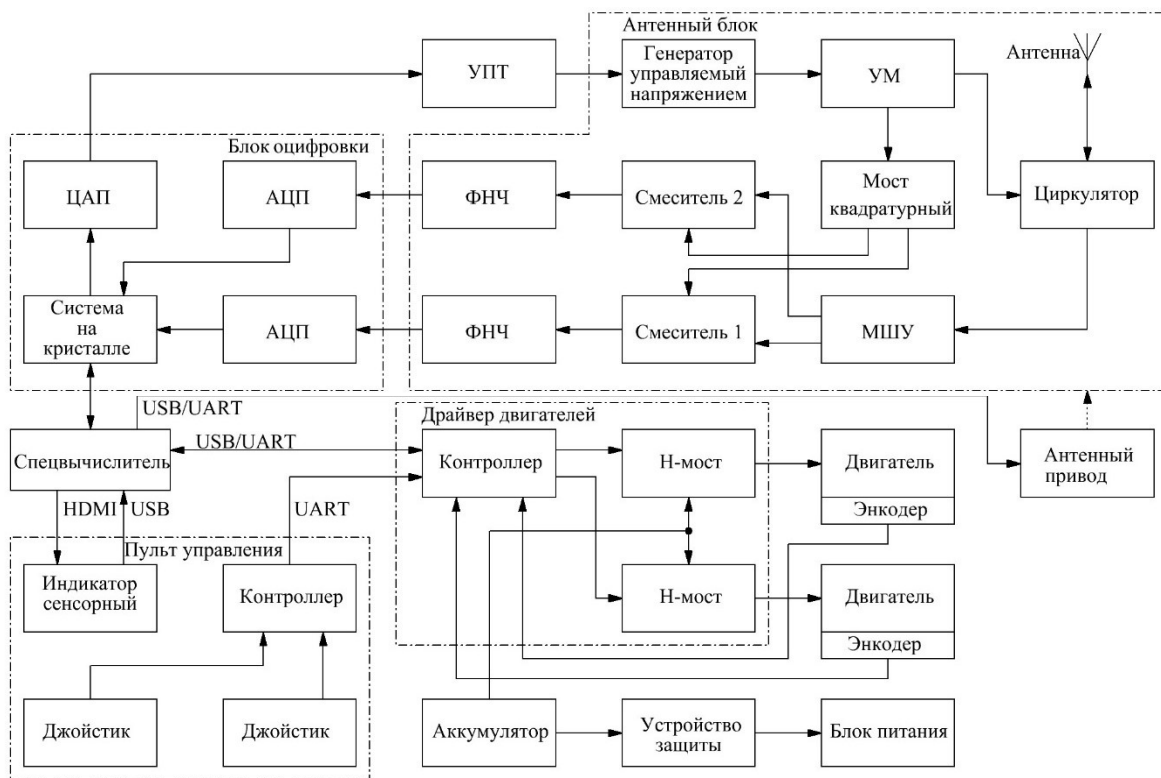 Антенный блок
УПТ
Генератор
управляемый
напряжением
УМ
Антенна
Блок оцифровки
ЦАП
АЦП
ФНЧ
Смеситель 2
Мост
квадратурный
Циркулятор
Система
на
кристалле
АЦП
ФНЧ
Смеситель 1
МШУ
USB/UART
Драйвер двигателей
Спецвычислитель
USB/UART
Контроллер
Н-мост
Двигатель
Энкодер
Антенный
привод
HDMI
USB
UART
Пульт управления
Индикатор
сенсорный
Контроллер
Н-мост
Двигатель
Энкодер
Джойстик
Джойстик
Аккумулятор
Устройство
защиты
Блок питания